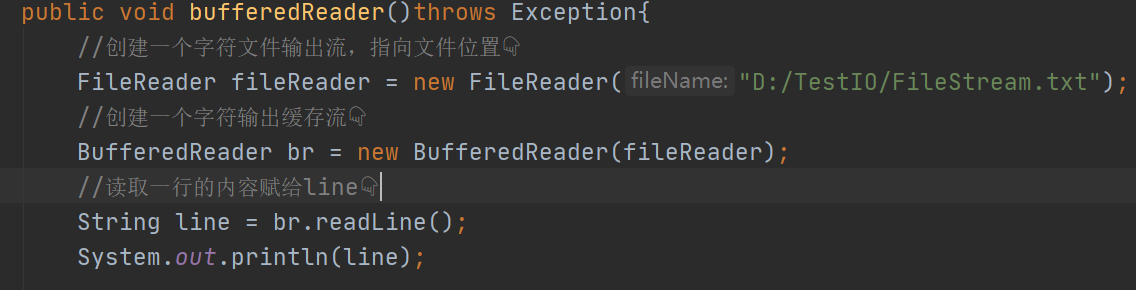 public void bufferedReader()throws Exception{
//创建一个字符文件输出流，指向文件位置👇
FileReader fileReader = new FileReader( fileName: "D:/TestIO/FileStream.txt");
//创建一个字符输出缓存流👇
BufferedReader br = new BufferedReader(fileReader);
//读取一行的内容赋给line👇
String line = br.readLine();
System.out.println(line);